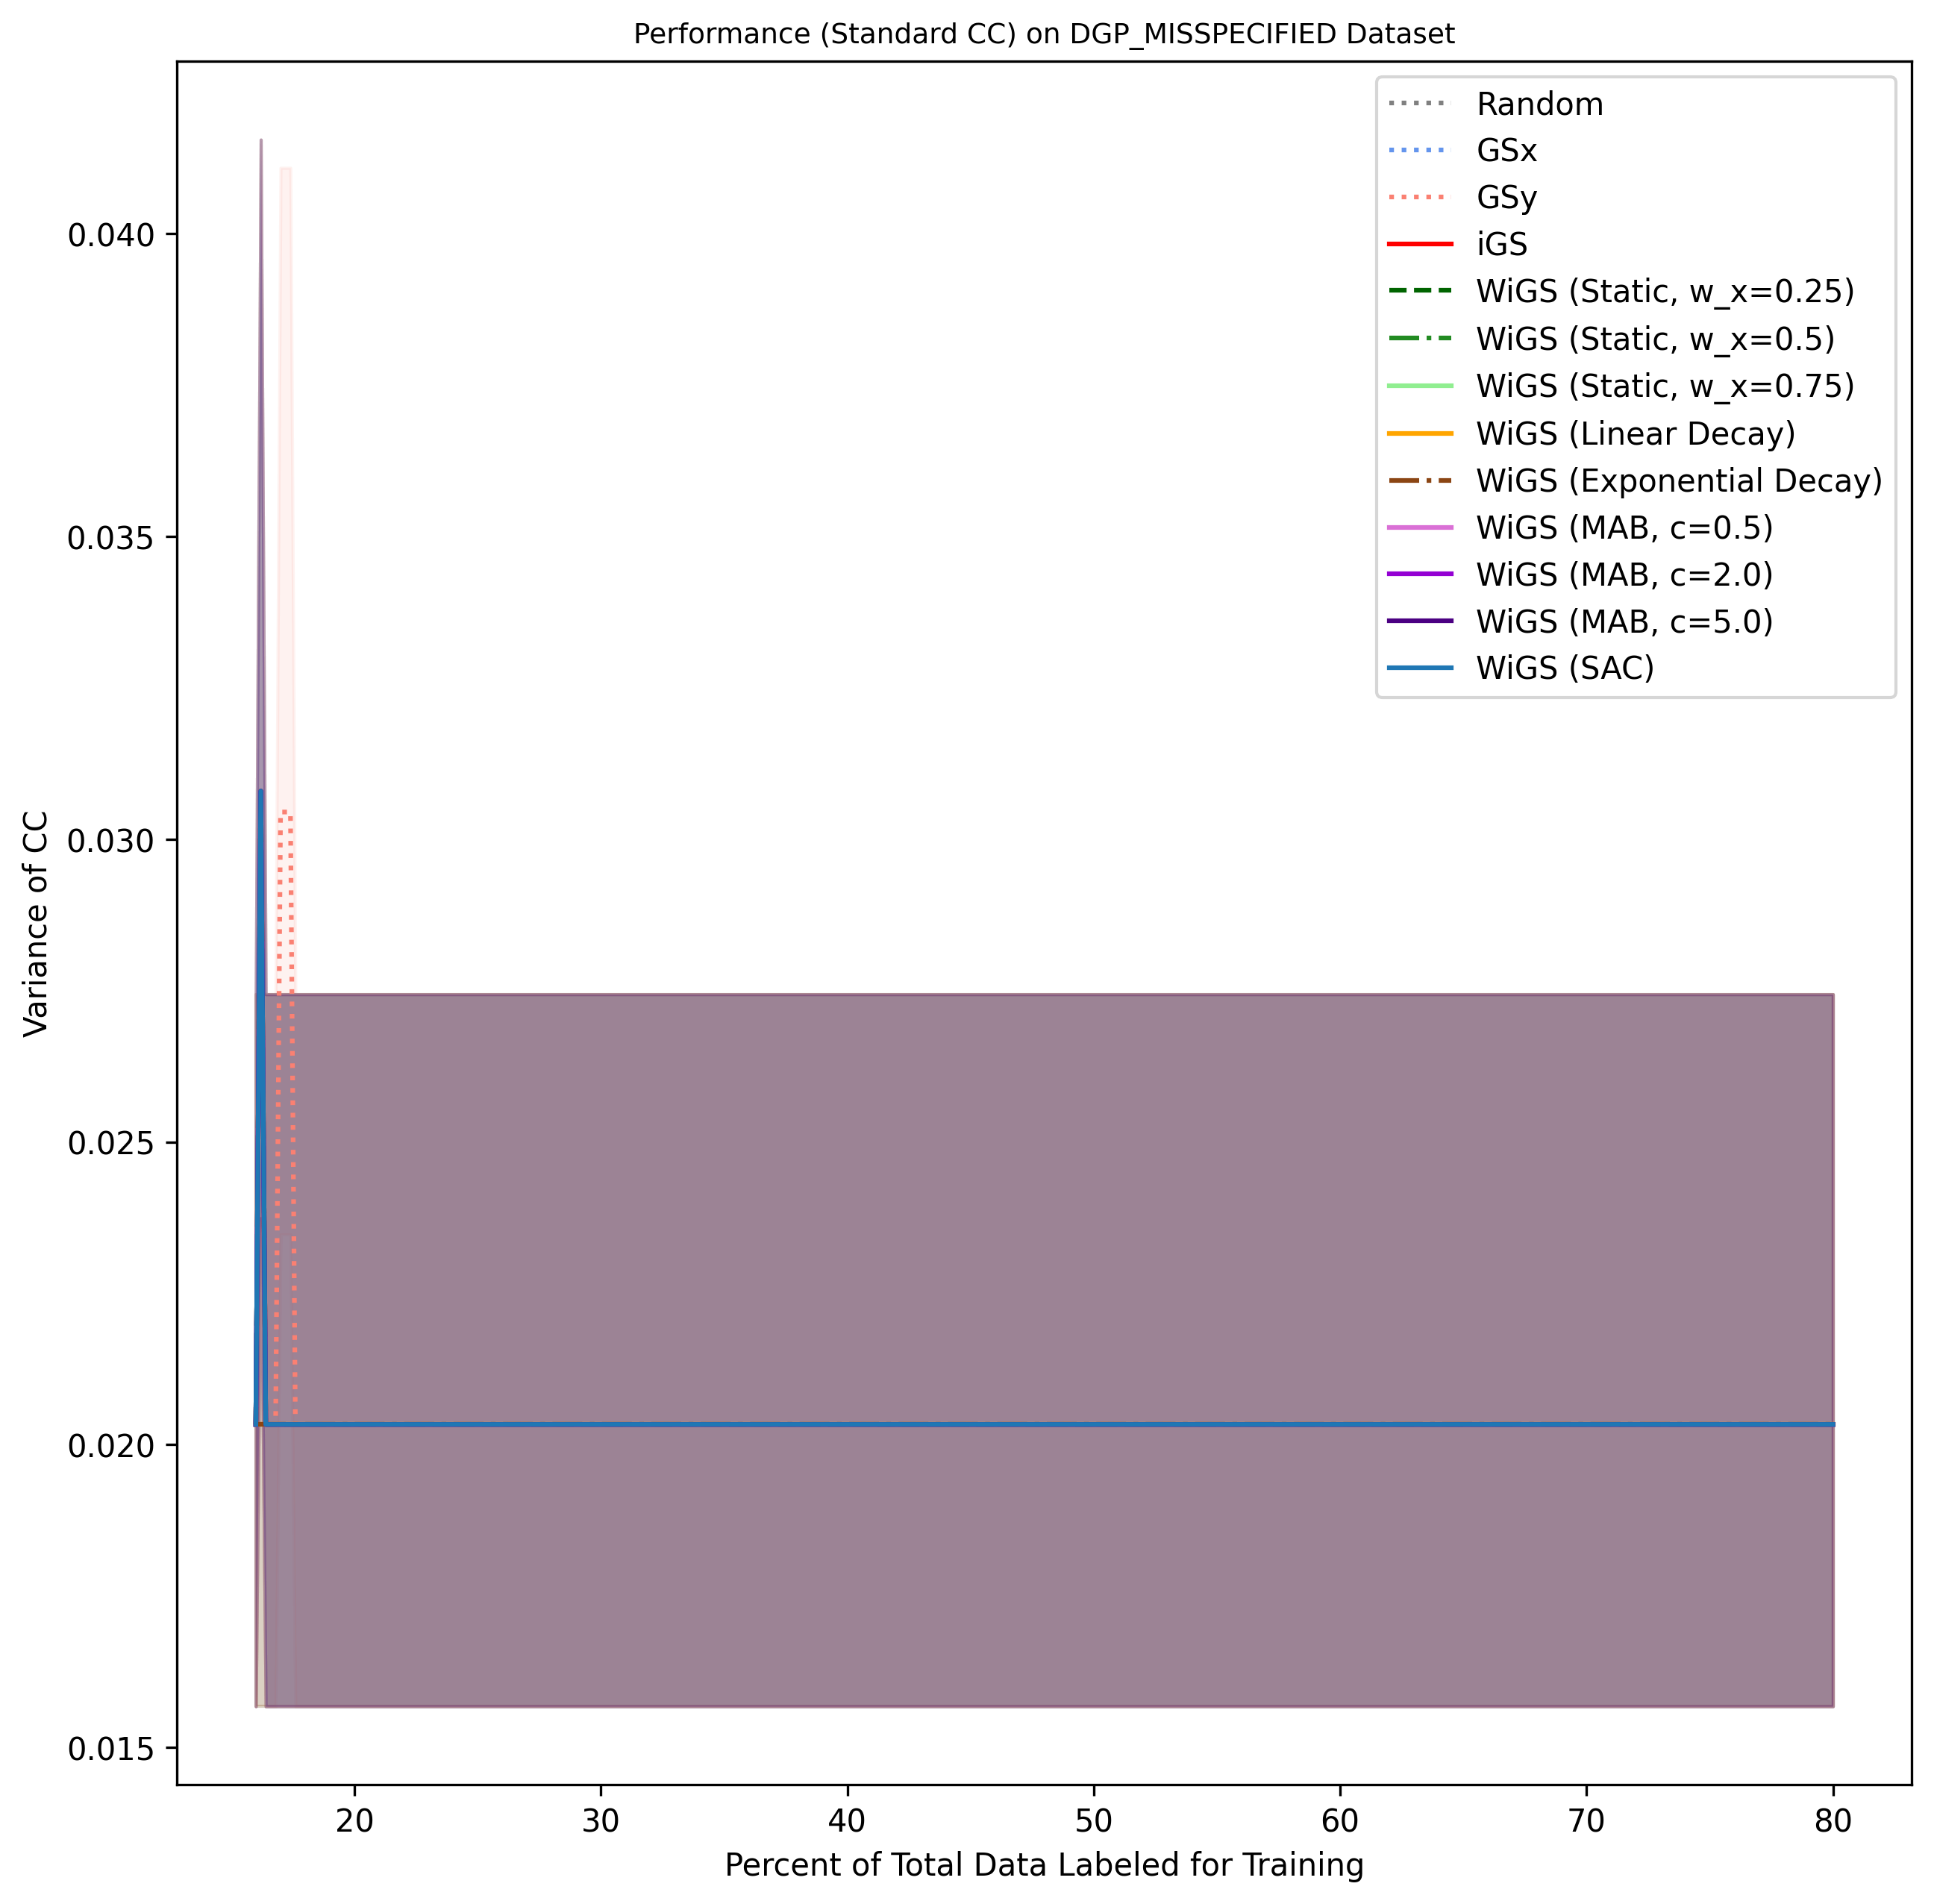 Performance (Standard CC) on DGP_MISSPECIFIED Dataset
Variance of CC
0.040
0.035
0.030
0.025
0.020
0.015
Random
GSx
GSy
iGS
WiGS (Static, w_x=0.25)
WiGS (Static, w_x=0.5)
WiGS (Static, w_x=0.75)
WiGS (Linear Decay)
WiGS (Exponential Decay)
WiGS (MAB, c=0.5)
WiGS (MAB, c=2.0)
WiGS (MAB, c=5.0)
WiGS (SAC)
20 30 40 50 60 70 80
Percent of Total Data Labeled for Training